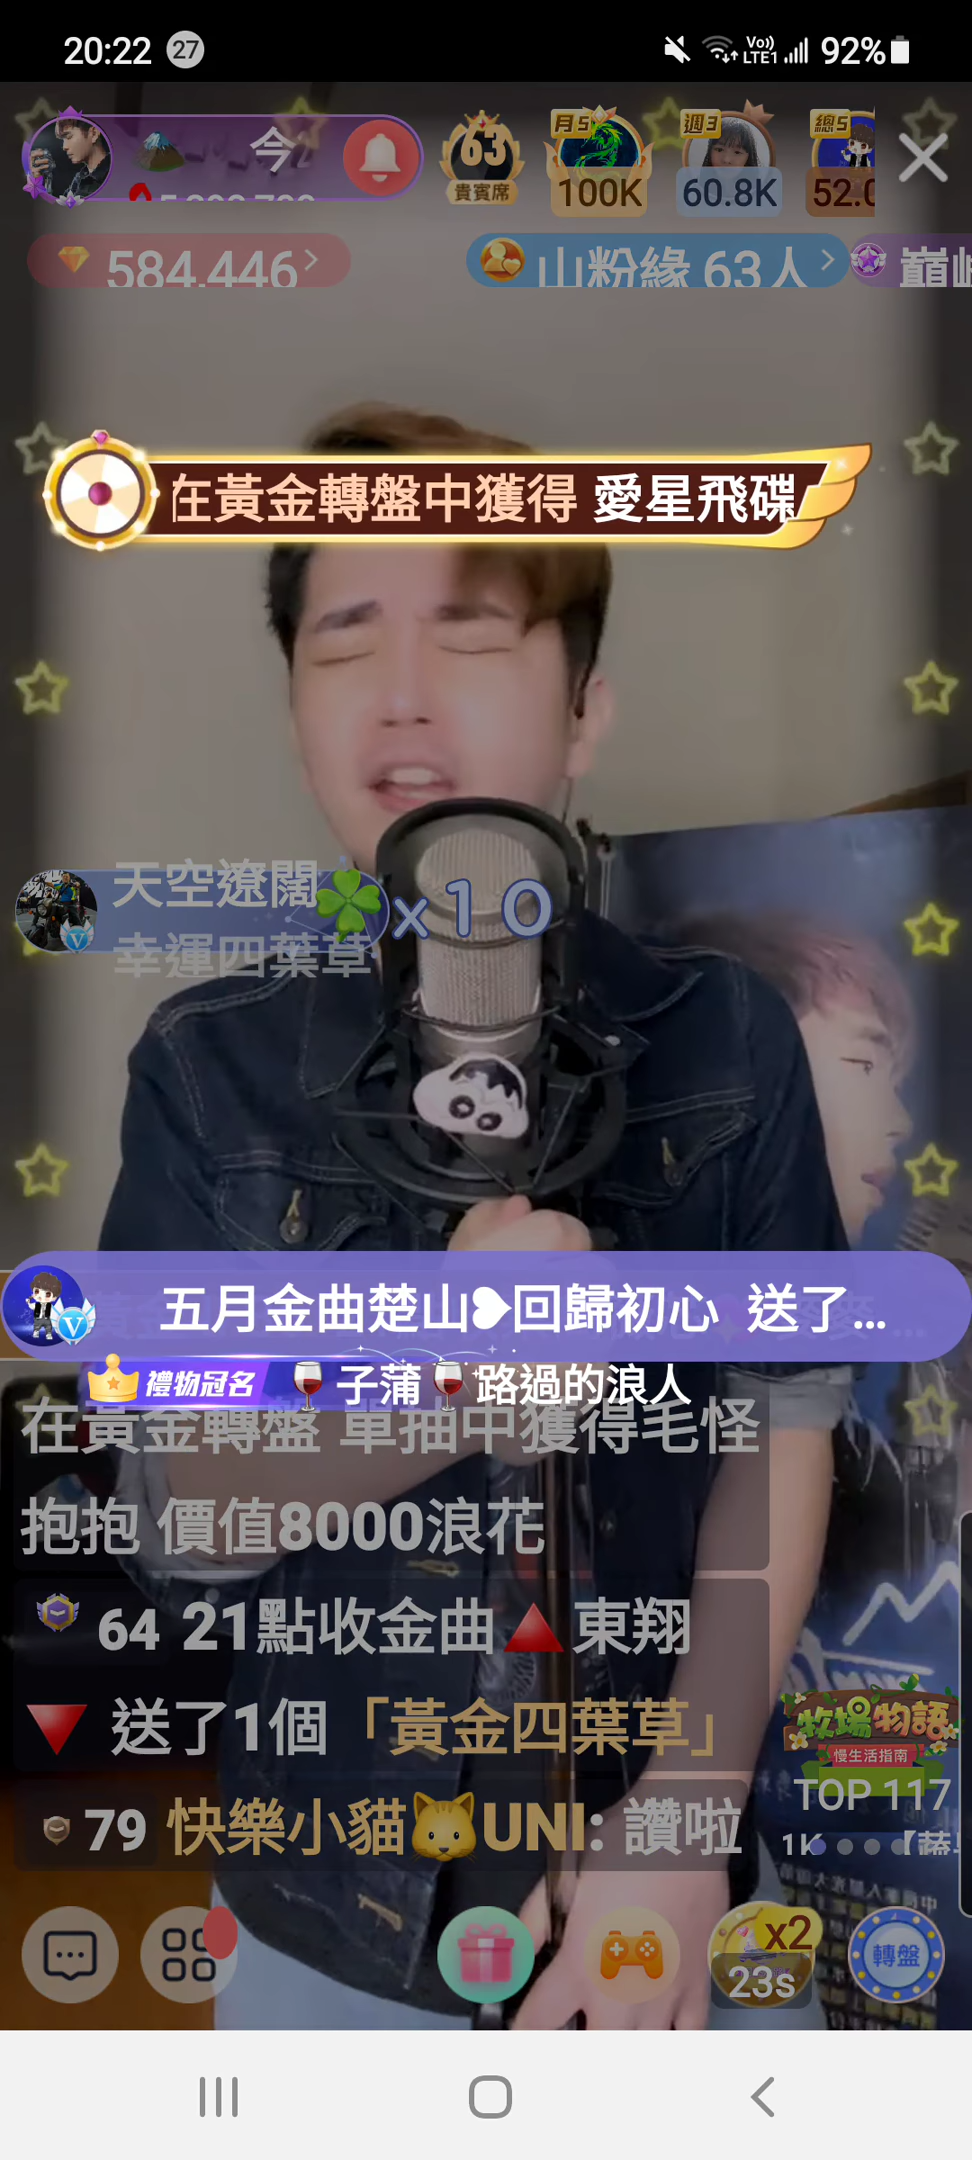 20:22 27 Vo)) LTE1 92%
今
63
貴賓席
月5
100K
週3
60.8K
總5
52.0
584,446
山粉緣 63人
巔
在黃金轉盤中獲得 愛星飛碟
天空遼闊
幸運四葉草
x10
五月金曲楚山❥回歸初心 送了...
禮物冠名 🍷子蒲🍷路過的浪人
在黃金轉盤 單抽中獲得毛怪
抱抱 價值8000浪花
64 21點收金曲🔺東翔
🔻 送了1個「黃金四葉草」
79 快樂小貓🐱UNI: 讚啦
牧場物語
慢生活指南
TOP 117
1K
x2
23s
轉盤